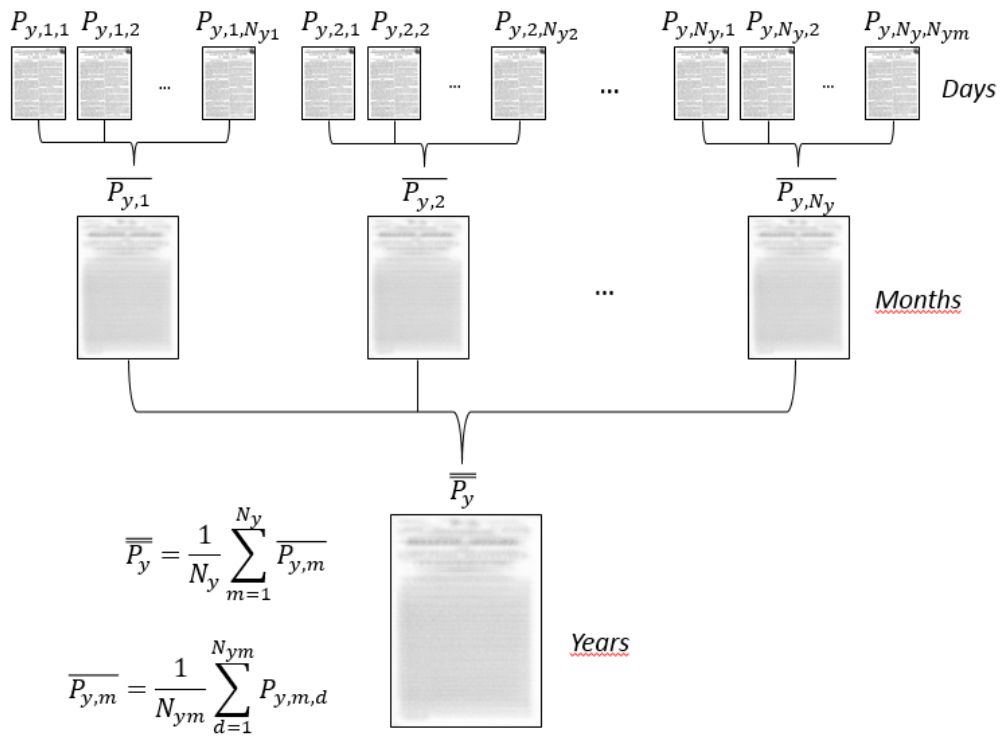 P_{y,1,1} P_{y,1,2} P_{y,1,N_{y1}} P_{y,2,1} P_{y,2,2} P_{y,2,N_{y2}} P_{y,N_y,1} P_{y,N_y,2} P_{y,N_y,N_{ym}}
... ... ... ... Days
\overline{P_{y,1}} \overline{P_{y,2}} \overline{P_{y,N_y}}
... Months
\overline{\overline{P_y}}
\overline{\overline{P_y}} = \frac{1}{N_y} \sum_{m=1}^{N_y} \overline{P_{y,m}}
Years
\overline{P_{y,m}} = \frac{1}{N_{ym}} \sum_{d=1}^{N_{ym}} P_{y,m,d}